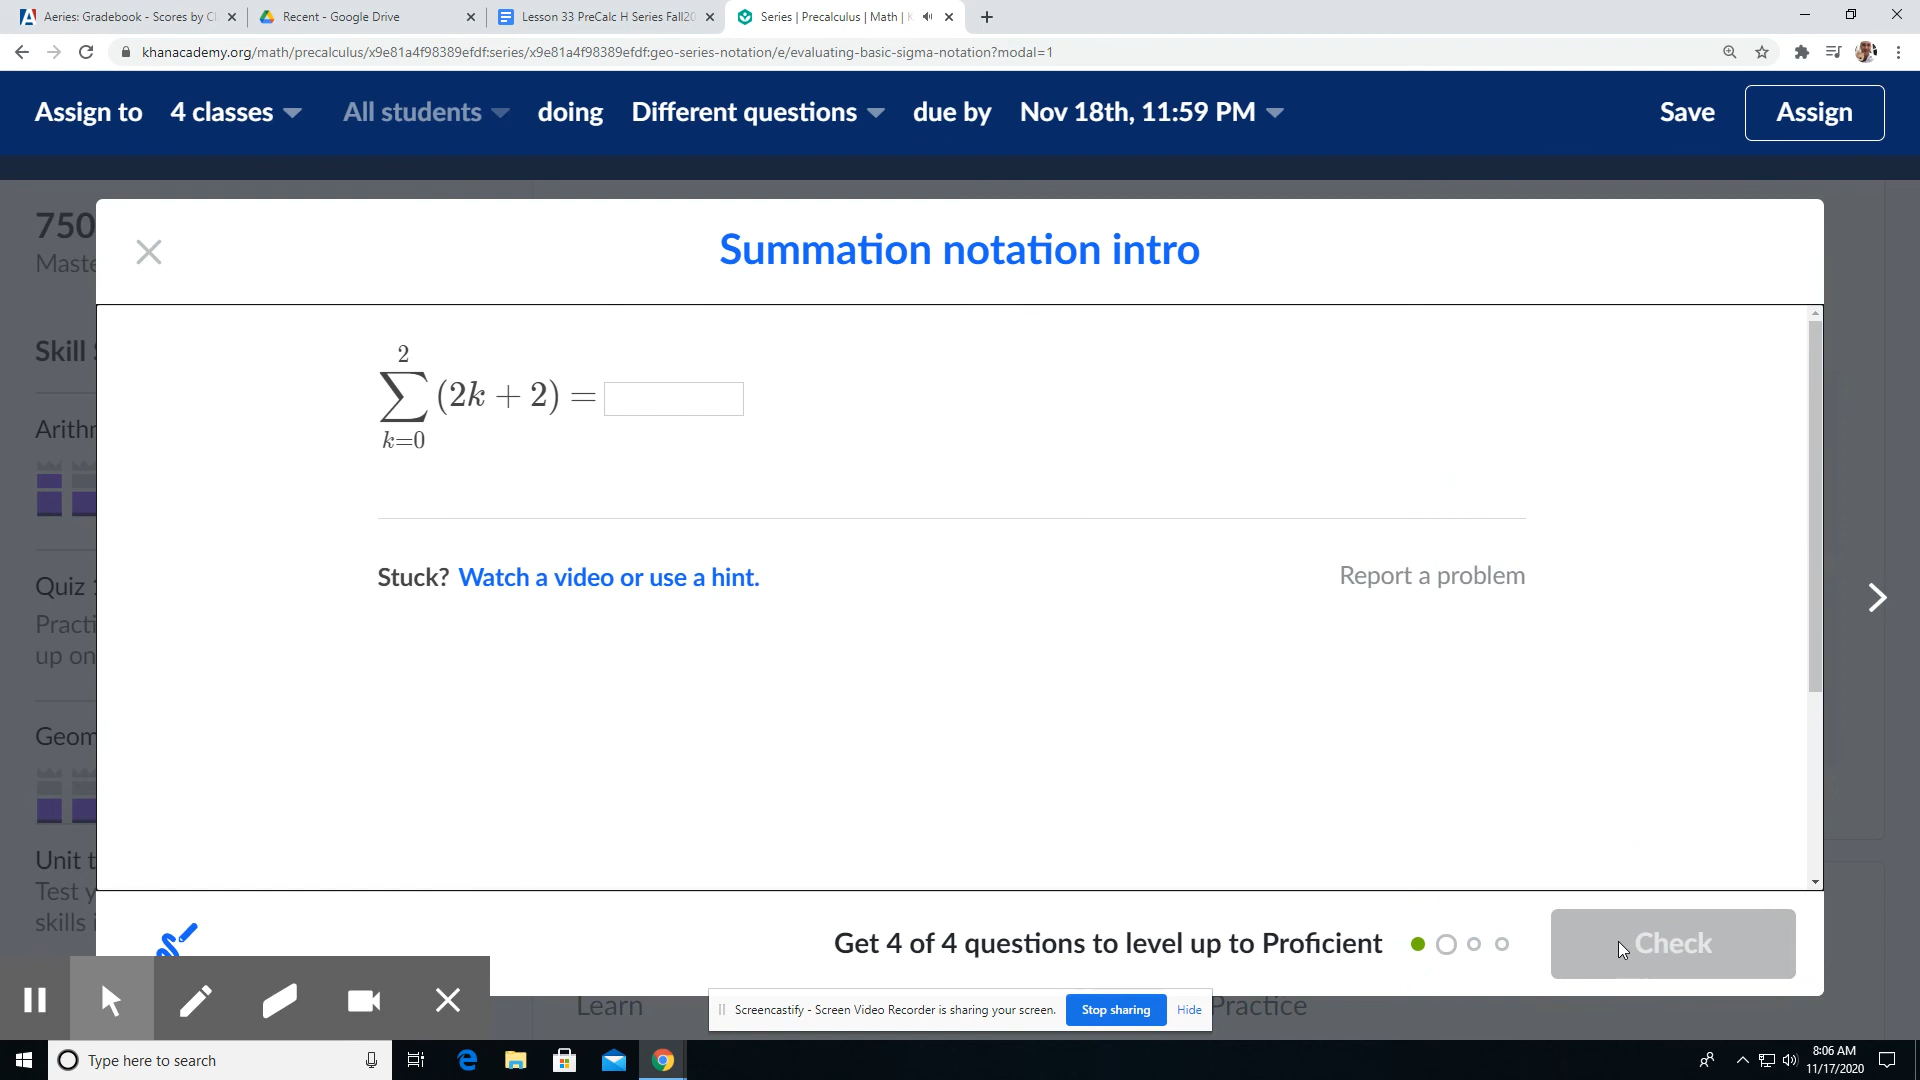 Aeries: Gradebook - Scores by Cl
Recent - Google Drive
Lesson 33 PreCalc H Series Fall20
Series | Precalculus | Math | K
khanacademy.org/math/precalculus/x9e81a4f98389efdf:series/x9e81a4f98389efdf:geo-series-notation/e/evaluating-basic-sigma-notation?modal=1
Assign to 4 classes All students doing Different questions due by Nov 18th, 11:59 PM Save Assign
750
Maste
Summation notation intro
Skill
2
∑ (2k + 2) =
k=0
Arithr
Stuck? Watch a video or use a hint.
Report a problem
Quiz
Practi
up on
Geom
Unit t
Test y
skills i
Get 4 of 4 questions to level up to Proficient
Check
Learn
Practice
Screencastify - Screen Video Recorder is sharing your screen.
Stop sharing
Hide
Type here to search
8:06 AM
11/17/2020